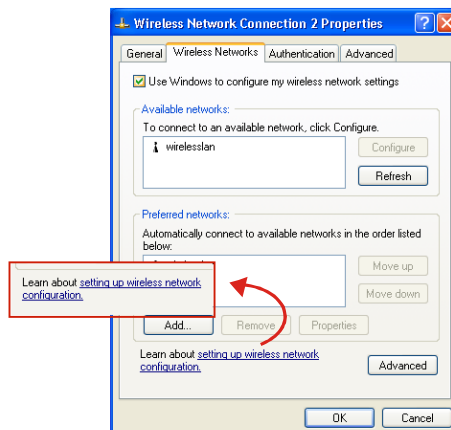 Wireless Network Connection 2 Properties
General Wireless Networks Authentication Advanced
Use Windows to configure my wireless network settings
Available networks:
To connect to an available network, click Configure.
wirelesslan
Configure
Refresh
Preferred networks:
Automatically connect to available networks in the order listed
below:
Move up
Move down
Learn about setting up wireless network
configuration.
Add... Remove Properties
Learn about setting up wireless network
configuration.
Advanced
OK Cancel